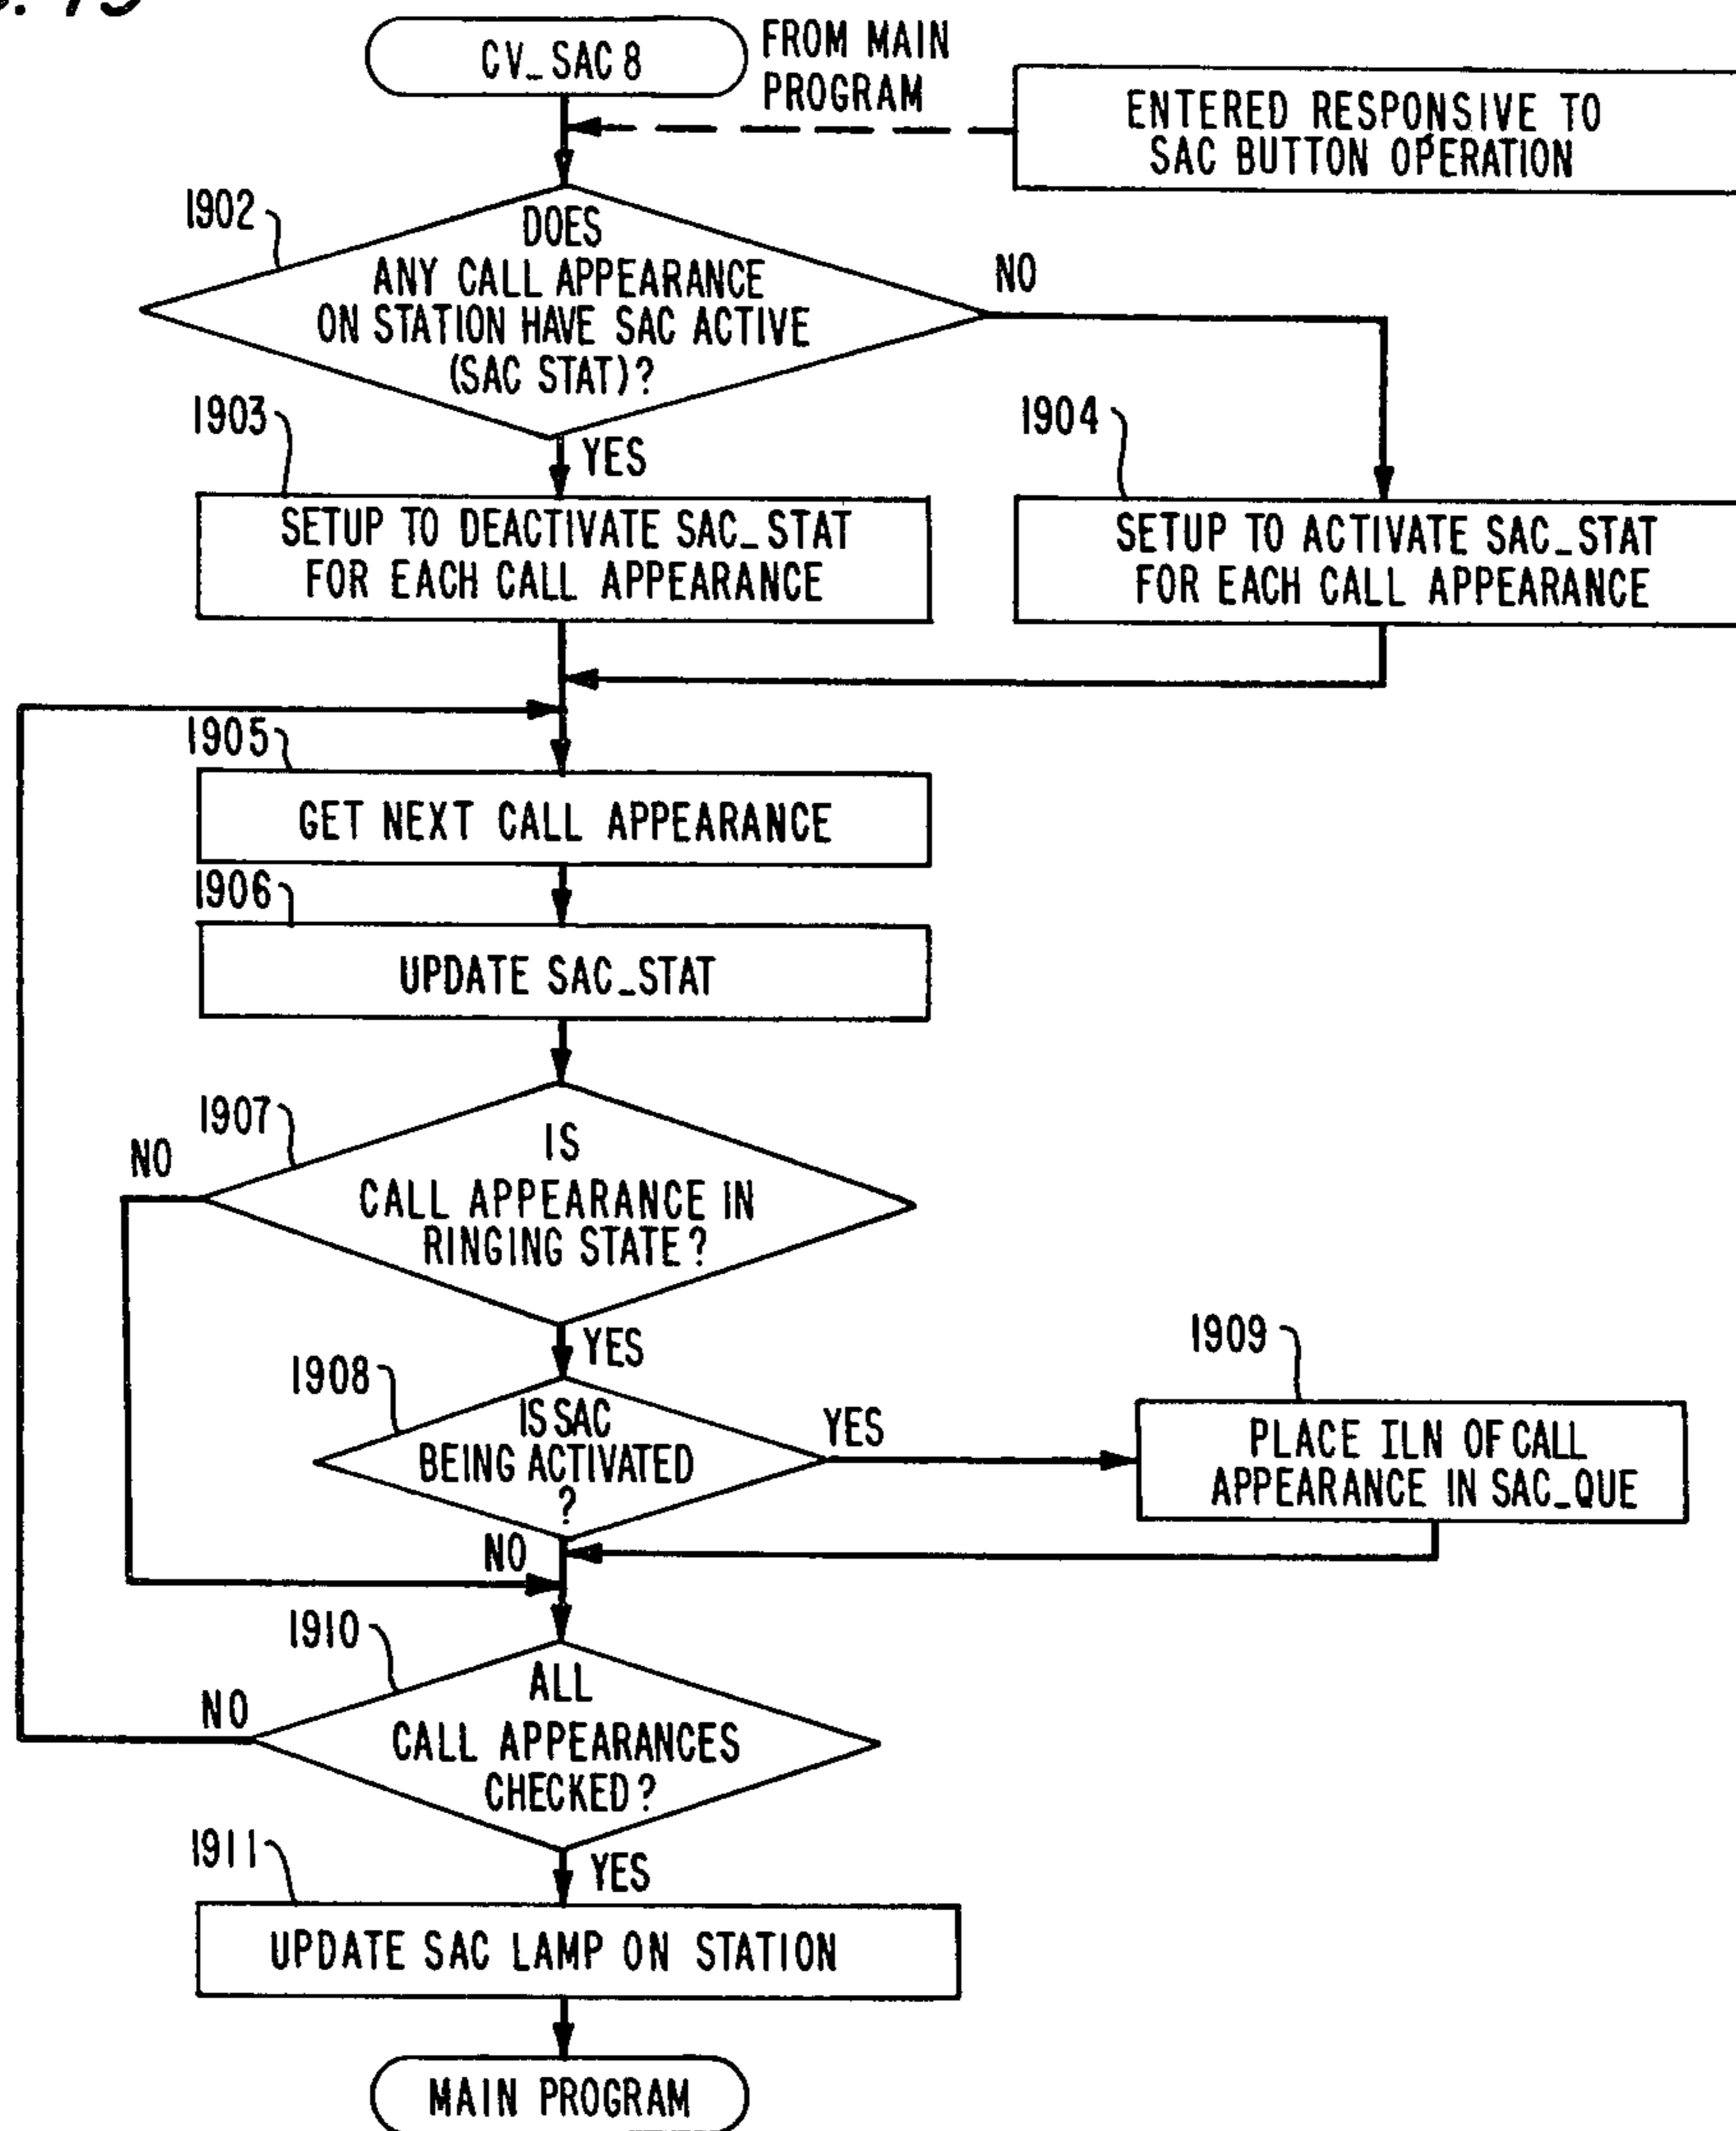 . 19
CV_SAC 8
FROM MAIN
PROGRAM
ENTERED RESPONSIVE TO
SAC BUTTON OPERATION
1902
DOES
ANY CALL APPEARANCE
ON STATION HAVE SAC ACTIVE
(SAC STAT)?
NO
1903
YES
1904
SETUP TO DEACTIVATE SAC_STAT
FOR EACH CALL APPEARANCE
SETUP TO ACTIVATE SAC_STAT
FOR EACH CALL APPEARANCE
1905
GET NEXT CALL APPEARANCE
1906
UPDATE SAC_STAT
1907
NO
IS
CALL APPEARANCE IN
RINGING STATE?
YES
1908
IS SAC
BEING ACTIVATED
?
YES
1909
PLACE ILN OF CALL
APPEARANCE IN SAC_QUE
NO
1910
NO
ALL
CALL APPEARANCES
CHECKED?
1911
YES
UPDATE SAC LAMP ON STATION
MAIN PROGRAM